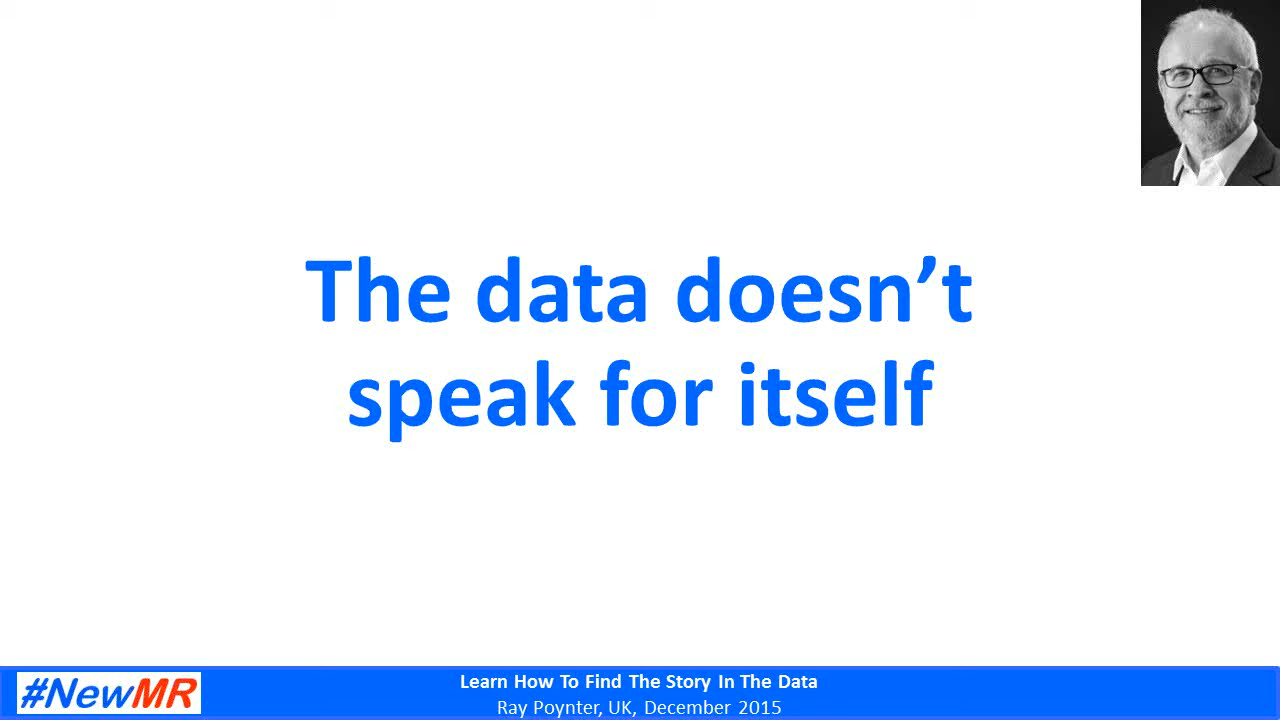 The data doesn’t
speak for itself
#NewMR
Learn How To Find The Story In The Data
Ray Poynter, UK, December 2015